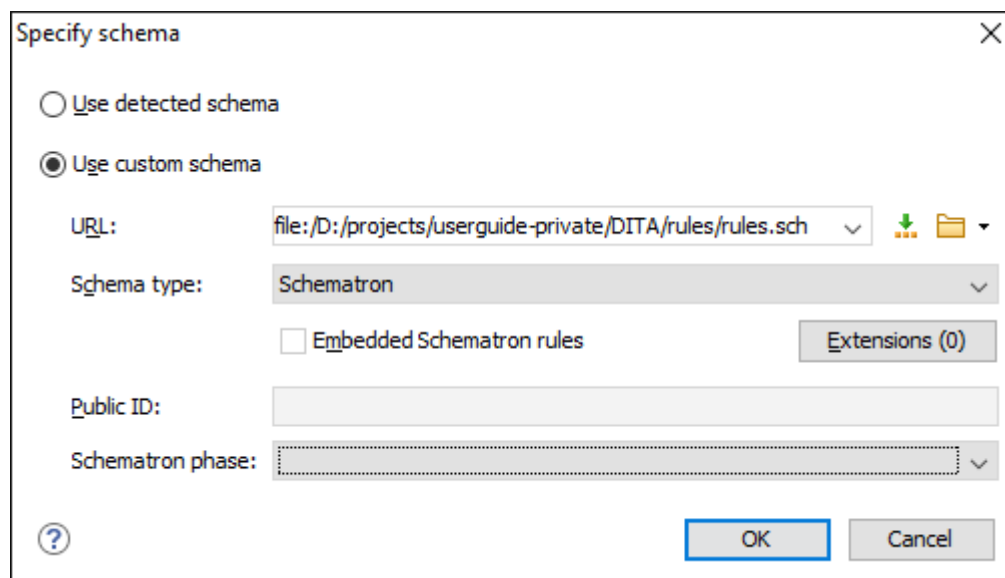 Specify schema
Use detected schema
Use custom schema
URL: file:/D:/projects/userguide-private/DITA/rules/rules.sch
Schema type: Schematron
Embedded Schematron rules Extensions (0)
Public ID:
Schematron phase:
? OK Cancel